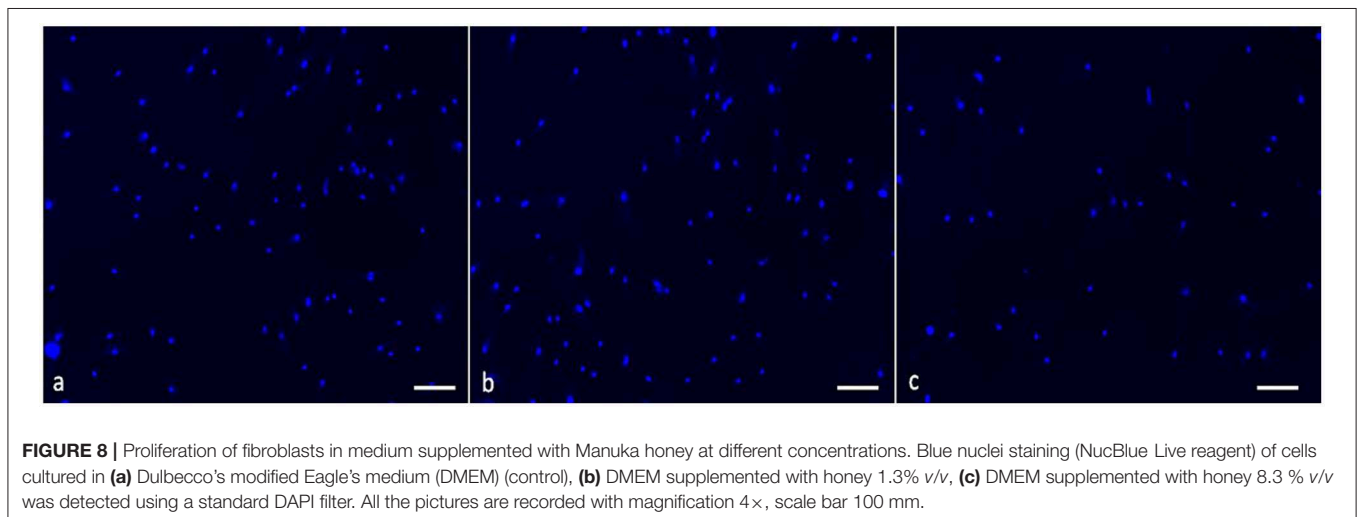 a
b
c
FIGURE 8 | Proliferation of fibroblasts in medium supplemented with Manuka honey at different concentrations. Blue nuclei staining (NucBlue Live reagent) of cells
cultured in (a) Dulbecco's modified Eagle's medium (DMEM) (control), (b) DMEM supplemented with honey 1.3% v/v, (c) DMEM supplemented with honey 8.3 % v/v
was detected using a standard DAPI filter. All the pictures are recorded with magnification 4×, scale bar 100 mm.